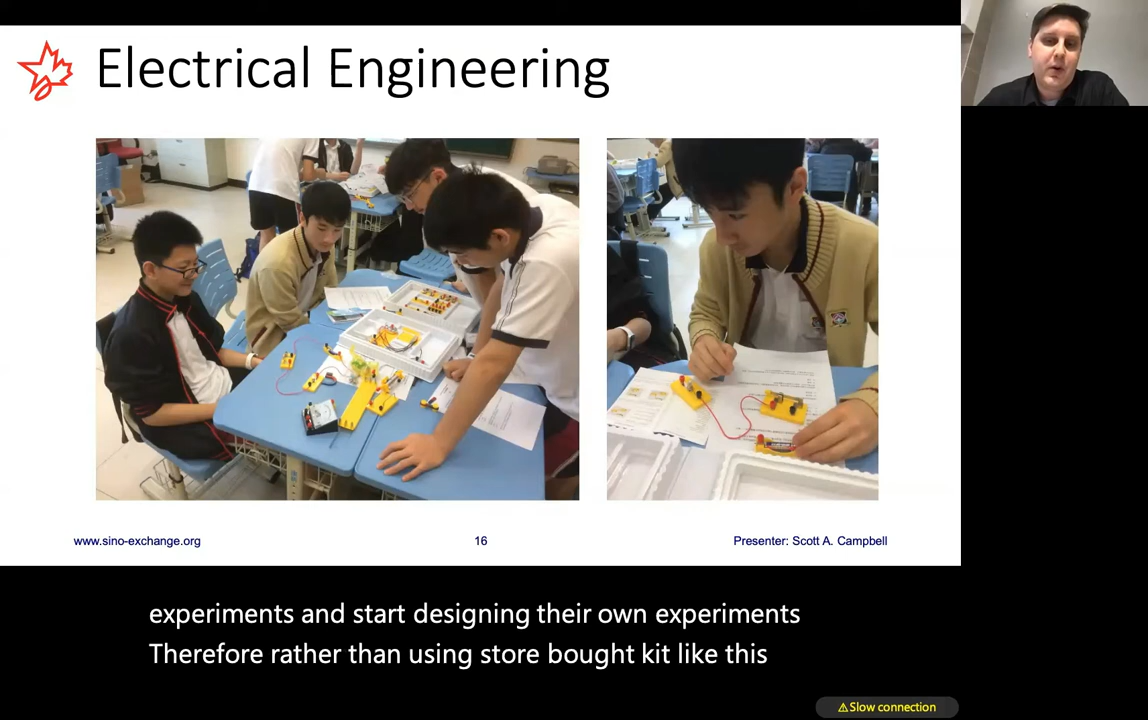 Electrical Engineering
www.sino-exchange.org
16
Presenter: Scott A. Campbell
experiments and start designing their own experiments
Therefore rather than using store bought kit like this
⚠Slow connection